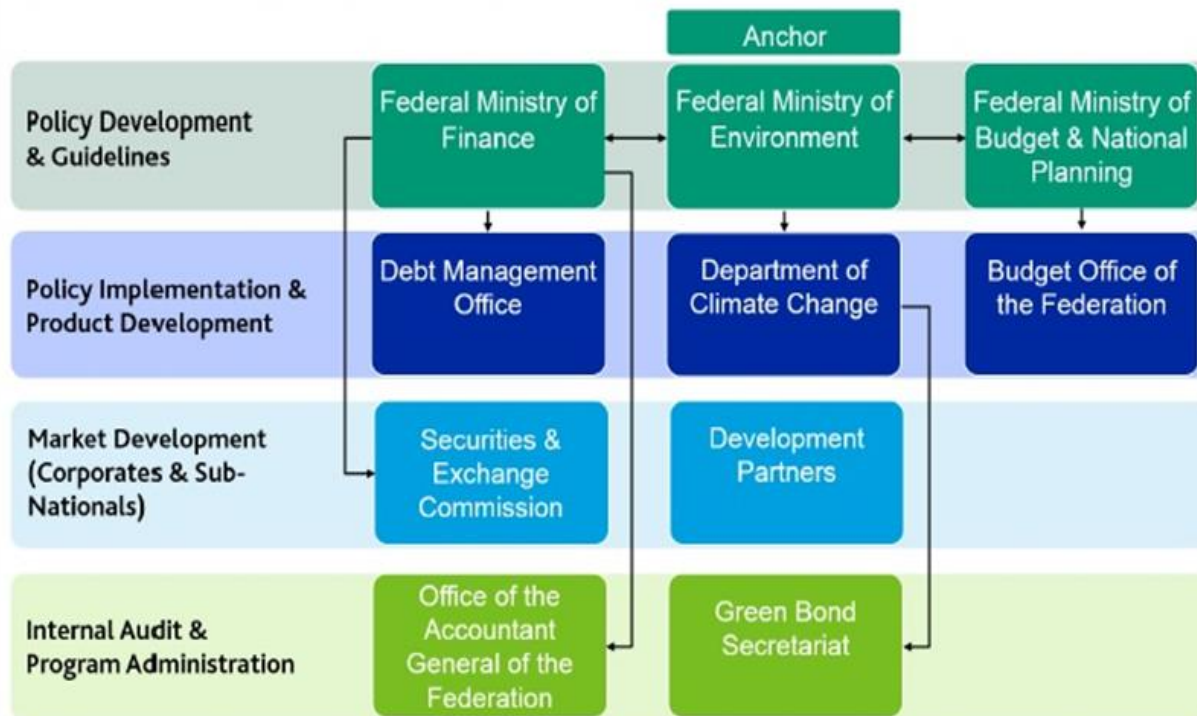 Anchor
Policy Development
& Guidelines
Federal Ministry of
Finance
Federal Ministry of
Environment
Federal Ministry of
Budget & National
Planning
Policy Implementation &
Product Development
Debt Management
Office
Department of
Climate Change
Budget Office of
the Federation
Market Development
(Corporates & Sub-
Nationals)
Securities &
Exchange
Commission
Development
Partners
Internal Audit &
Program Administration
Office of the
Accountant
General of the
Federation
Green Bond
Secretariat